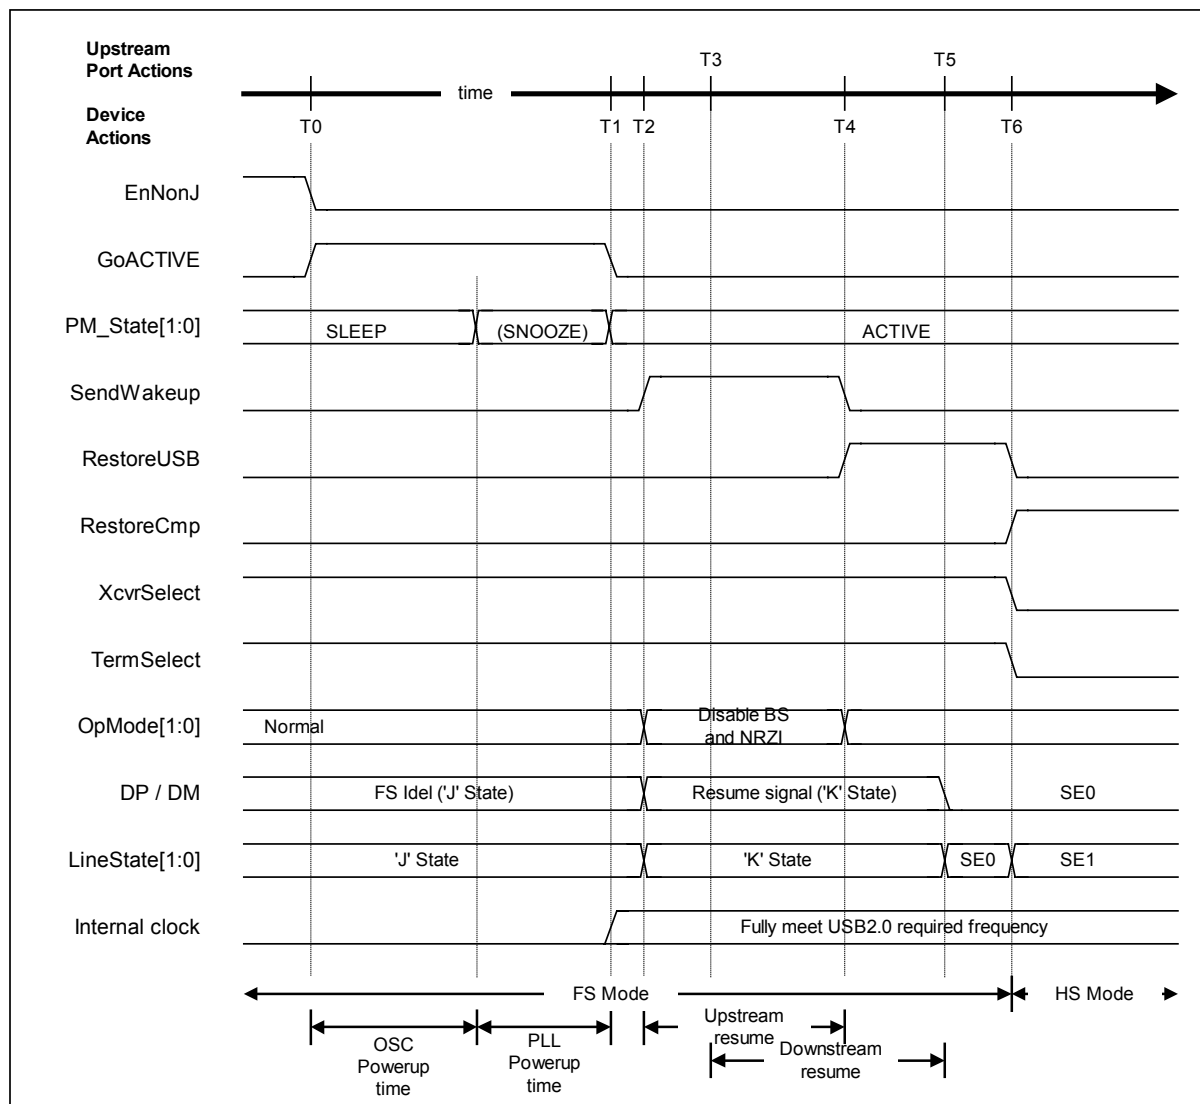 Upstream
Port Actions
T3
T5
time
Device
Actions
T0
T1
T2
T4
T6
EnNonJ
GoACTIVE
PM_State[1:0]
SLEEP
(SNOOZE)
ACTIVE
SendWakeup
RestoreUSB
RestoreCmp
XcvrSelect
TermSelect
OpMode[1:0]
Normal
Disable BS
and NRZI
DP / DM
FS Idel ('J' State)
Resume signal ('K' State)
SE0
LineState[1:0]
'J' State
'K' State
SE0
SE1
Internal clock
Fully meet USB2.0 required frequency
FS Mode
HS Mode
OSC
Powerup
time
PLL
Powerup
time
Upstream
resume
Downstream
resume